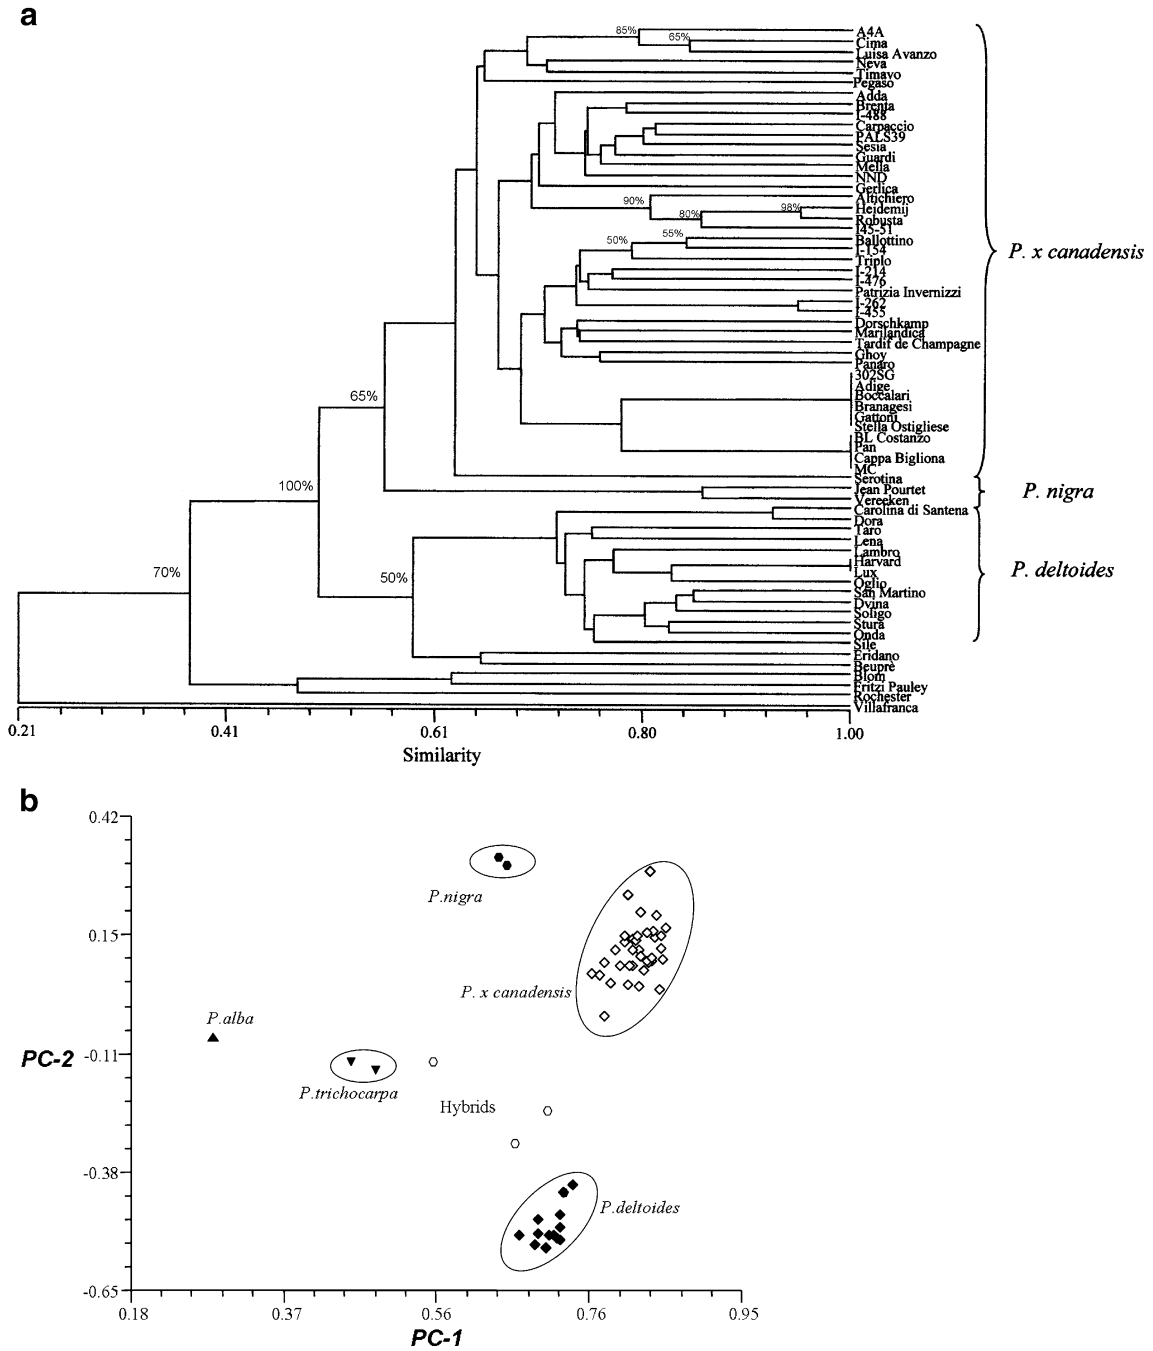 a
85%
65%
A4A
Cima
Luisa Avanzo
Neva
Timavo
Pegaso
Adda
Brenta
I-488
Carpaccio
PALS39
Sesia
Guardi
Mella
NND
Gerlica
Altichiero
90%
Heidemij
98%
80%
Robusta
I45-51
Ballottino
55%
50%
I-154
Triplo
I-214
I-476
Patrizia Invernizzi
I-262
I-455
Dorschkamp
Marilandica
Tardif de Champagne
Ghoy
Panaro
302SG
Adige
Boccalari
Branagesi
Gattoni
Stella Ostigliese
BL Costanzo
Pan
Cappa Bigliona
MC
Serotina
Jean Pourtet
Vereeken
Carolina di Santena
Dora
Taro
Lena
Lambro
Harvard
Lux
Oglio
San Martino
Dvina
Soligo
Stura
Onda
Sile
Eridano
Beuprè
Blom
Fritzi Pauley
Rochester
Villafranca
P. x canadensis
P. nigra
P. deltoides
65%
100%
70%
50%
0.21 0.41 0.61 0.80 1.00
Similarity
b
0.42
0.15
-0.11
-0.38
-0.65
PC-2
P.nigra
P. x canadensis
P.alba
P.trichocarpa
Hybrids
P.deltoides
0.18 0.37 0.56 0.76 0.95
PC-1